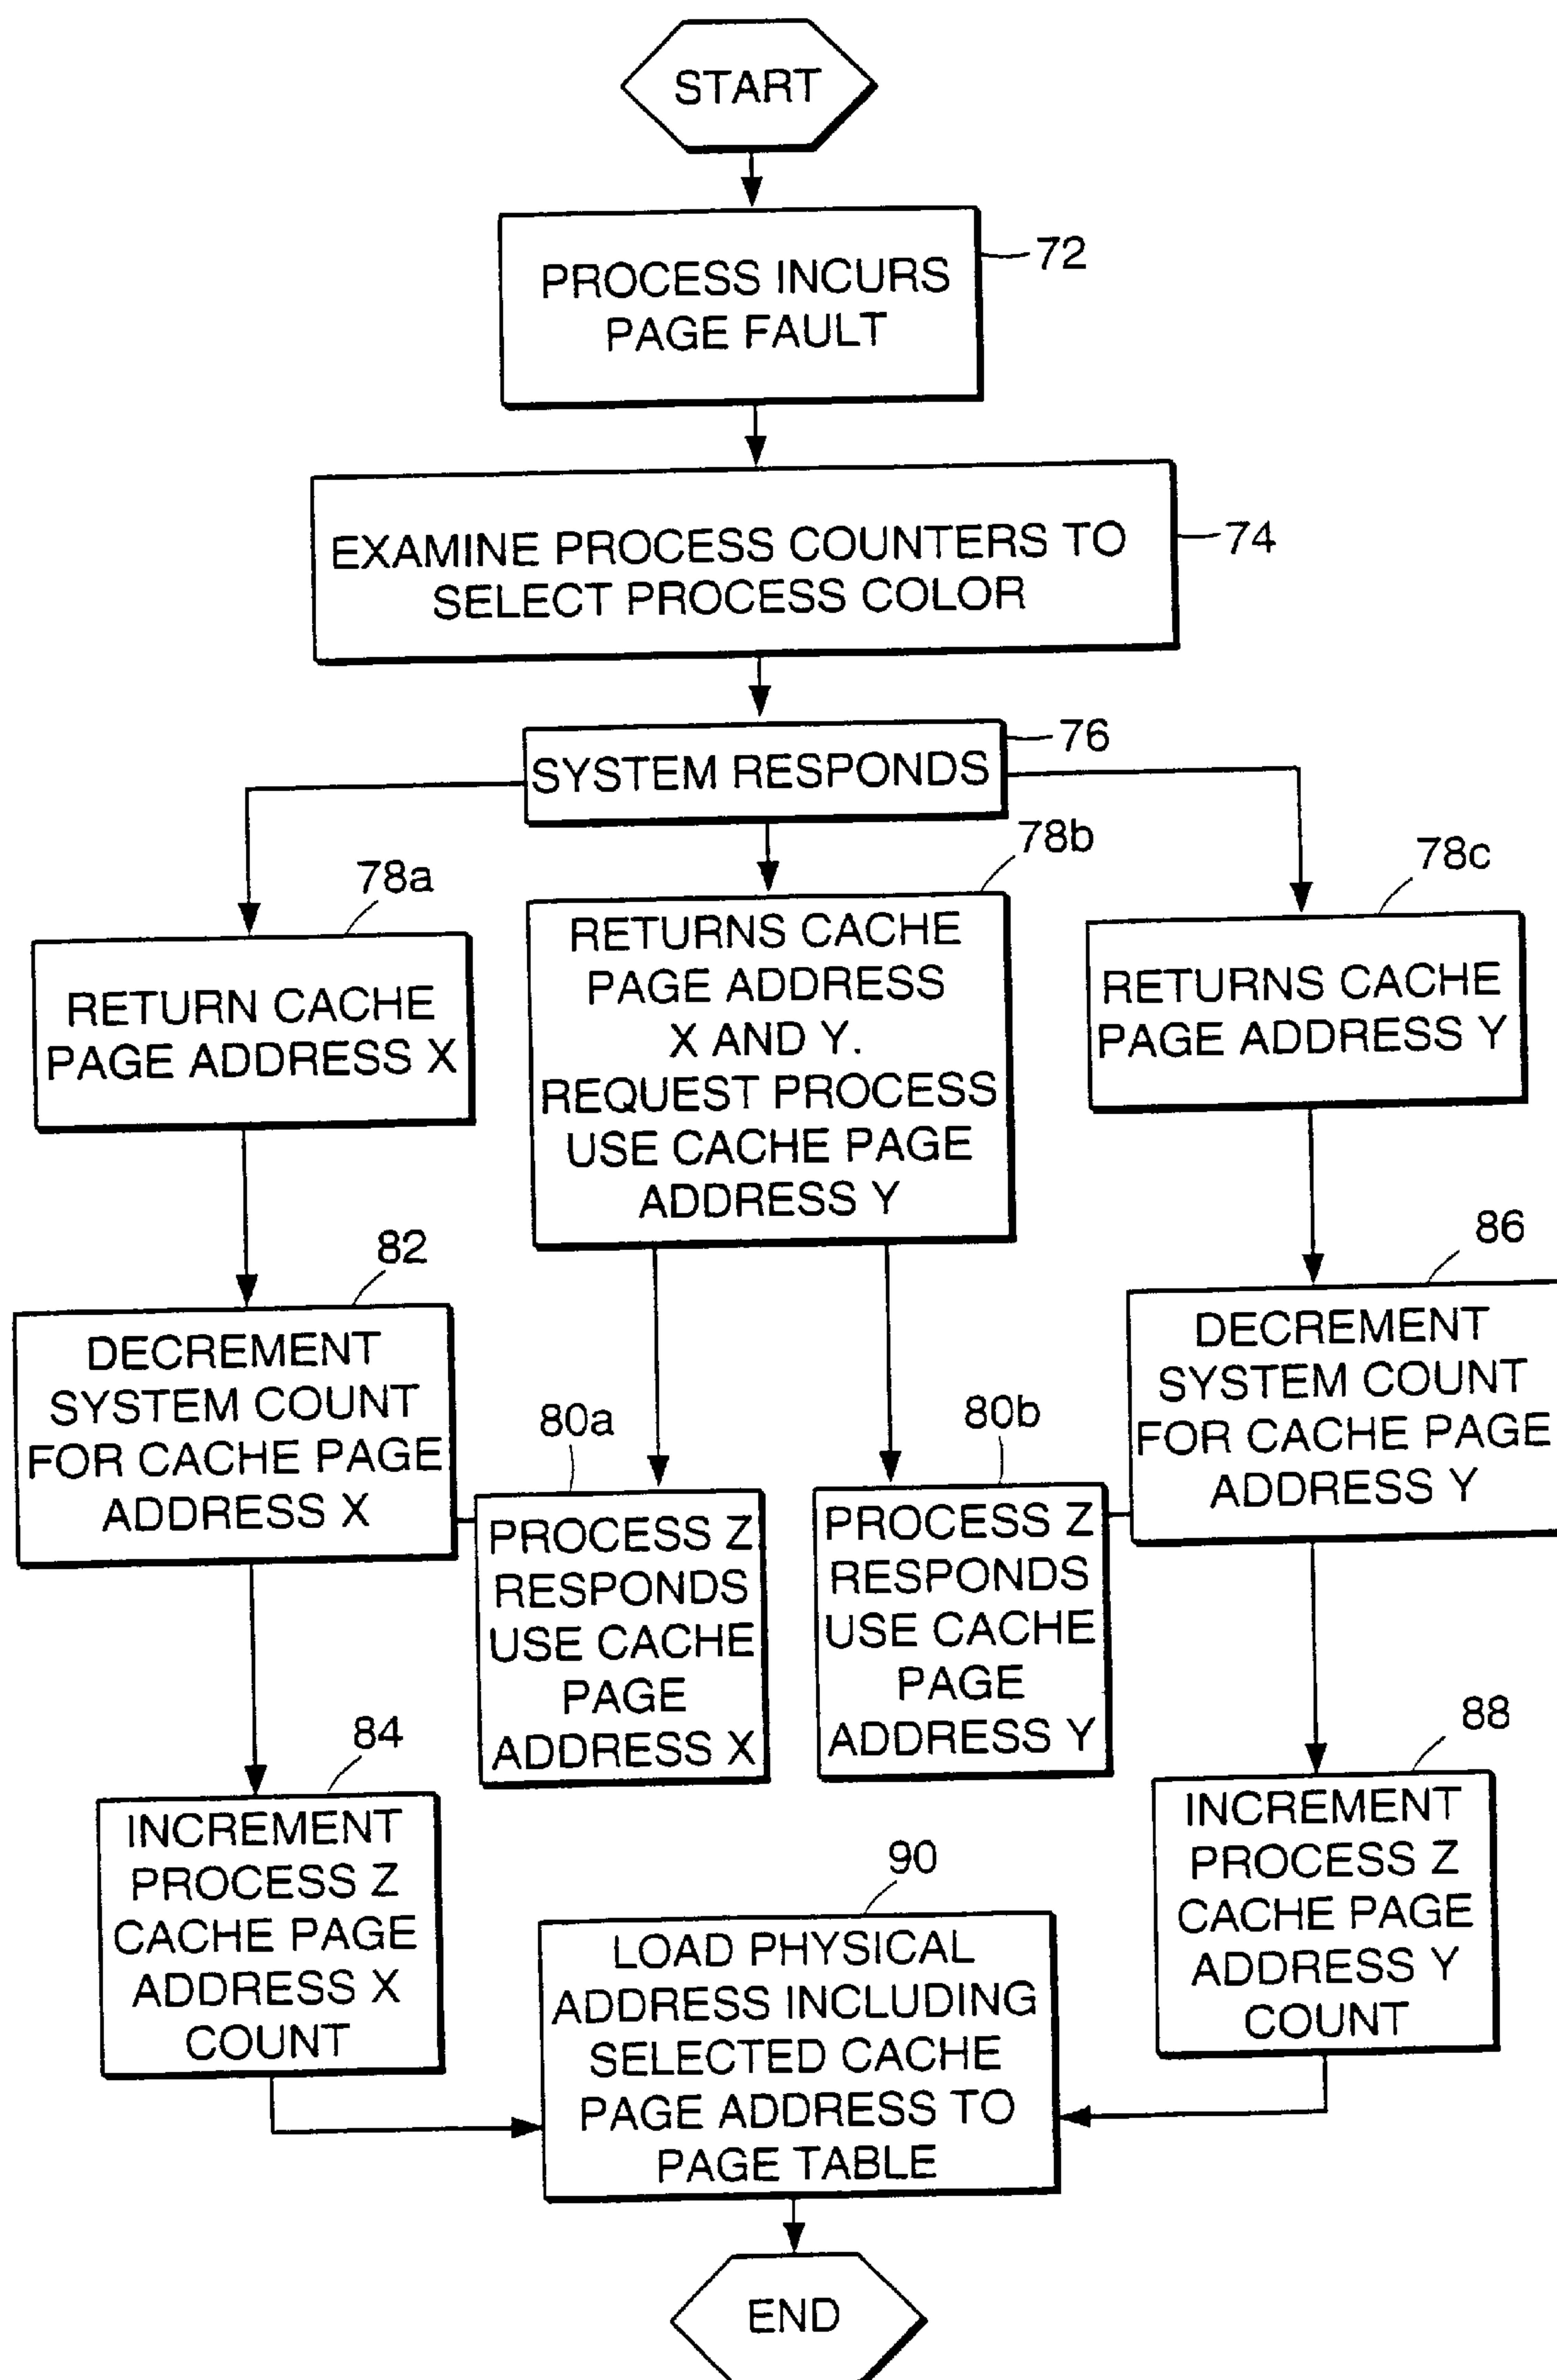 START
72
PROCESS INCURS
PAGE FAULT
74
EXAMINE PROCESS COUNTERS TO
SELECT PROCESS COLOR
76
SYSTEM RESPONDS
78a
RETURN CACHE
PAGE ADDRESS X
78b
RETURNS CACHE
PAGE ADDRESS
X AND Y.
REQUEST PROCESS
USE CACHE PAGE
ADDRESS Y
78c
RETURNS CACHE
PAGE ADDRESS Y
82
DECREMENT
SYSTEM COUNT
FOR CACHE PAGE
ADDRESS X
80a
PROCESS Z
RESPONDS
USE CACHE
PAGE
ADDRESS X
80b
PROCESS Z
RESPONDS
USE CACHE
PAGE
ADDRESS Y
86
DECREMENT
SYSTEM COUNT
FOR CACHE PAGE
ADDRESS Y
84
INCREMENT
PROCESS Z
CACHE PAGE
ADDRESS X
COUNT
88
INCREMENT
PROCESS Z
CACHE PAGE
ADDRESS Y
COUNT
90
LOAD PHYSICAL
ADDRESS INCLUDING
SELECTED CACHE
PAGE ADDRESS TO
PAGE TABLE
END